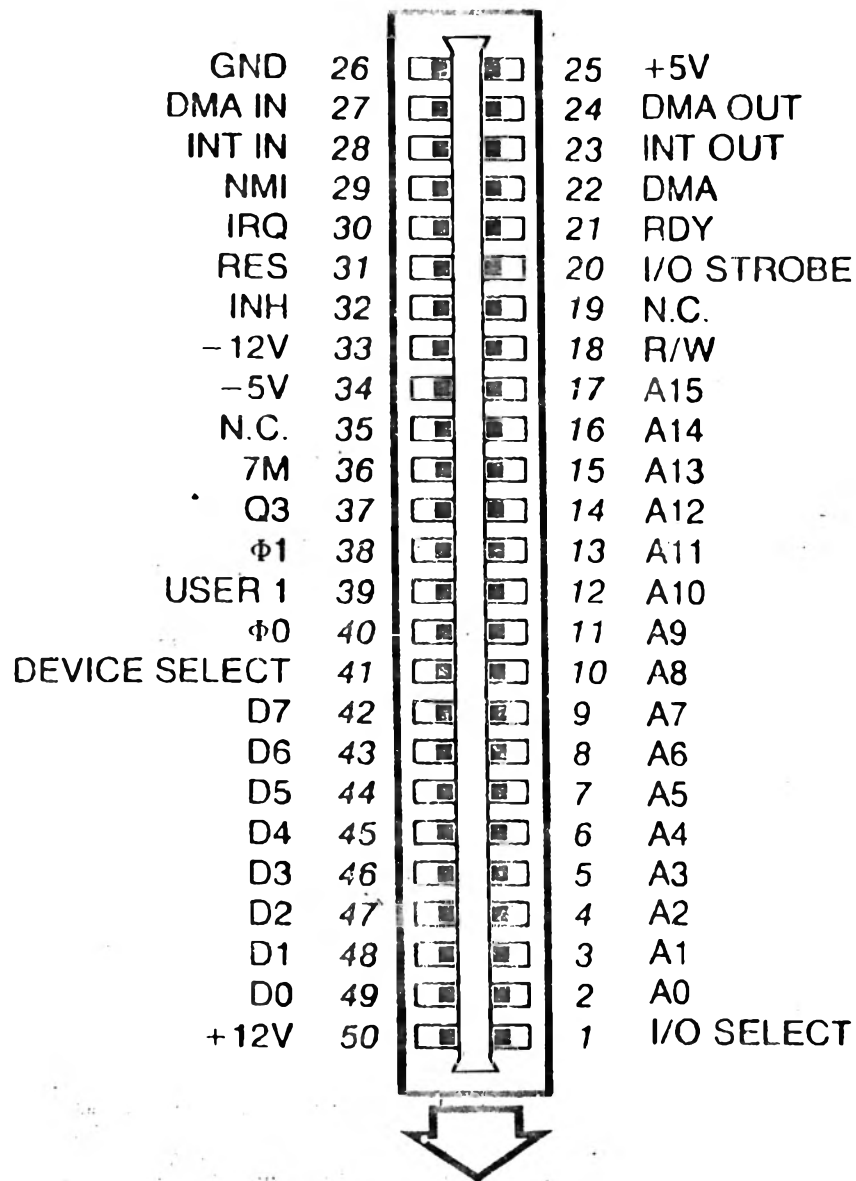 GND 26 25 +5V
DMA IN 27 24 DMA OUT
INT IN 28 23 INT OUT
NMI 29 22 DMA
IRQ 30 21 RDY
RES 31 20 I/O STROBE
INH 32 19 N.C.
−12V 33 18 R/W
−5V 34 17 A15
N.C. 35 16 A14
7M 36 15 A13
Q3 37 14 A12
Φ1 38 13 A11
USER 1 39 12 A10
Φ0 40 11 A9
DEVICE SELECT 41 10 A8
D7 42 9 A7
D6 43 8 A6
D5 44 7 A5
D4 45 6 A4
D3 46 5 A3
D2 47 4 A2
D1 48 3 A1
D0 49 2 A0
+12V 50 1 I/O SELECT